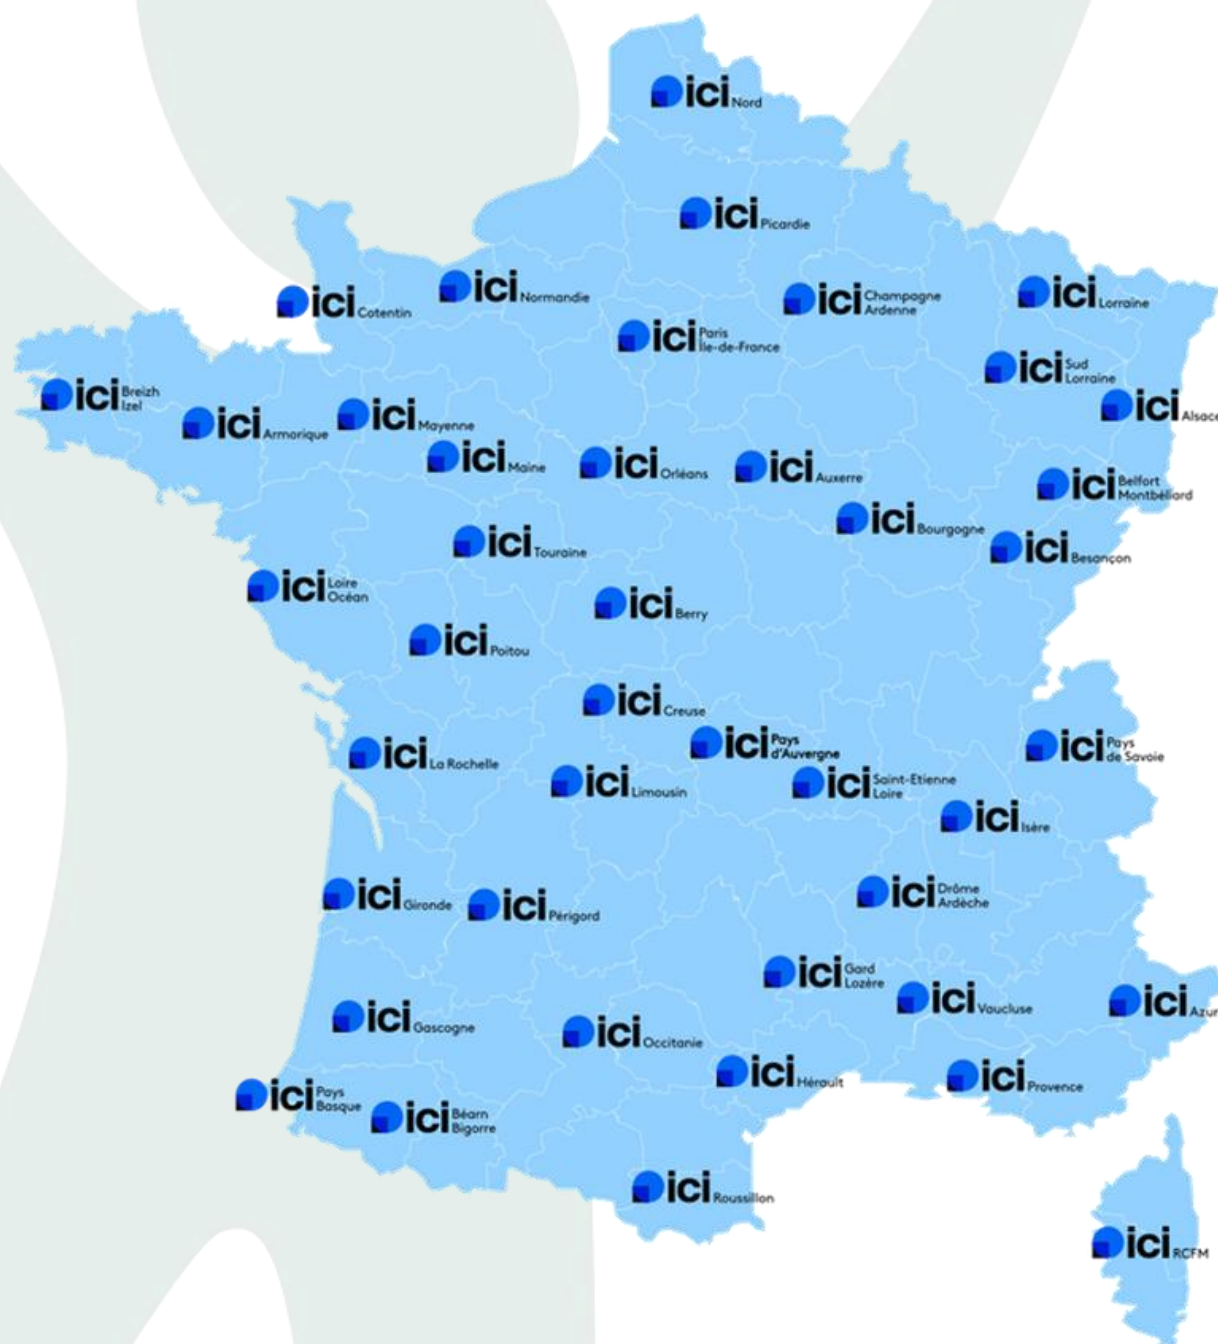 ici Nord
ici Picardie
ici Normandie
ici Cotentin
ici Champagne
Ardenne
ici Lorraine
ici Paris
Île-de-France
ici Sud
Lorraine
ici Breizh
Izel
ici Alsace
ici Armorique
ici Mayenne
ici Maine
ici Orléans
ici Auxerre
ici Belfort
Montbéliard
ici Bourgogne
ici Touraine
ici Besançon
ici Loire
Océan
ici Berry
ici Poitou
ici Creuse
ici Pays
d'Auvergne
ici Pays
de Savoie
ici La Rochelle
ici Limousin
ici Saint-Etienne
Loire
ici Isère
ici Gironde
ici Périgord
ici Drôme
Ardèche
ici Gard
Lozère
ici Vaucluse
ici Azur
ici Gascogne
ici Occitanie
ici Hérault
ici Provence
ici Pays
Basque
ici Béarn
Bigorre
ici Roussillon
ici RCFM